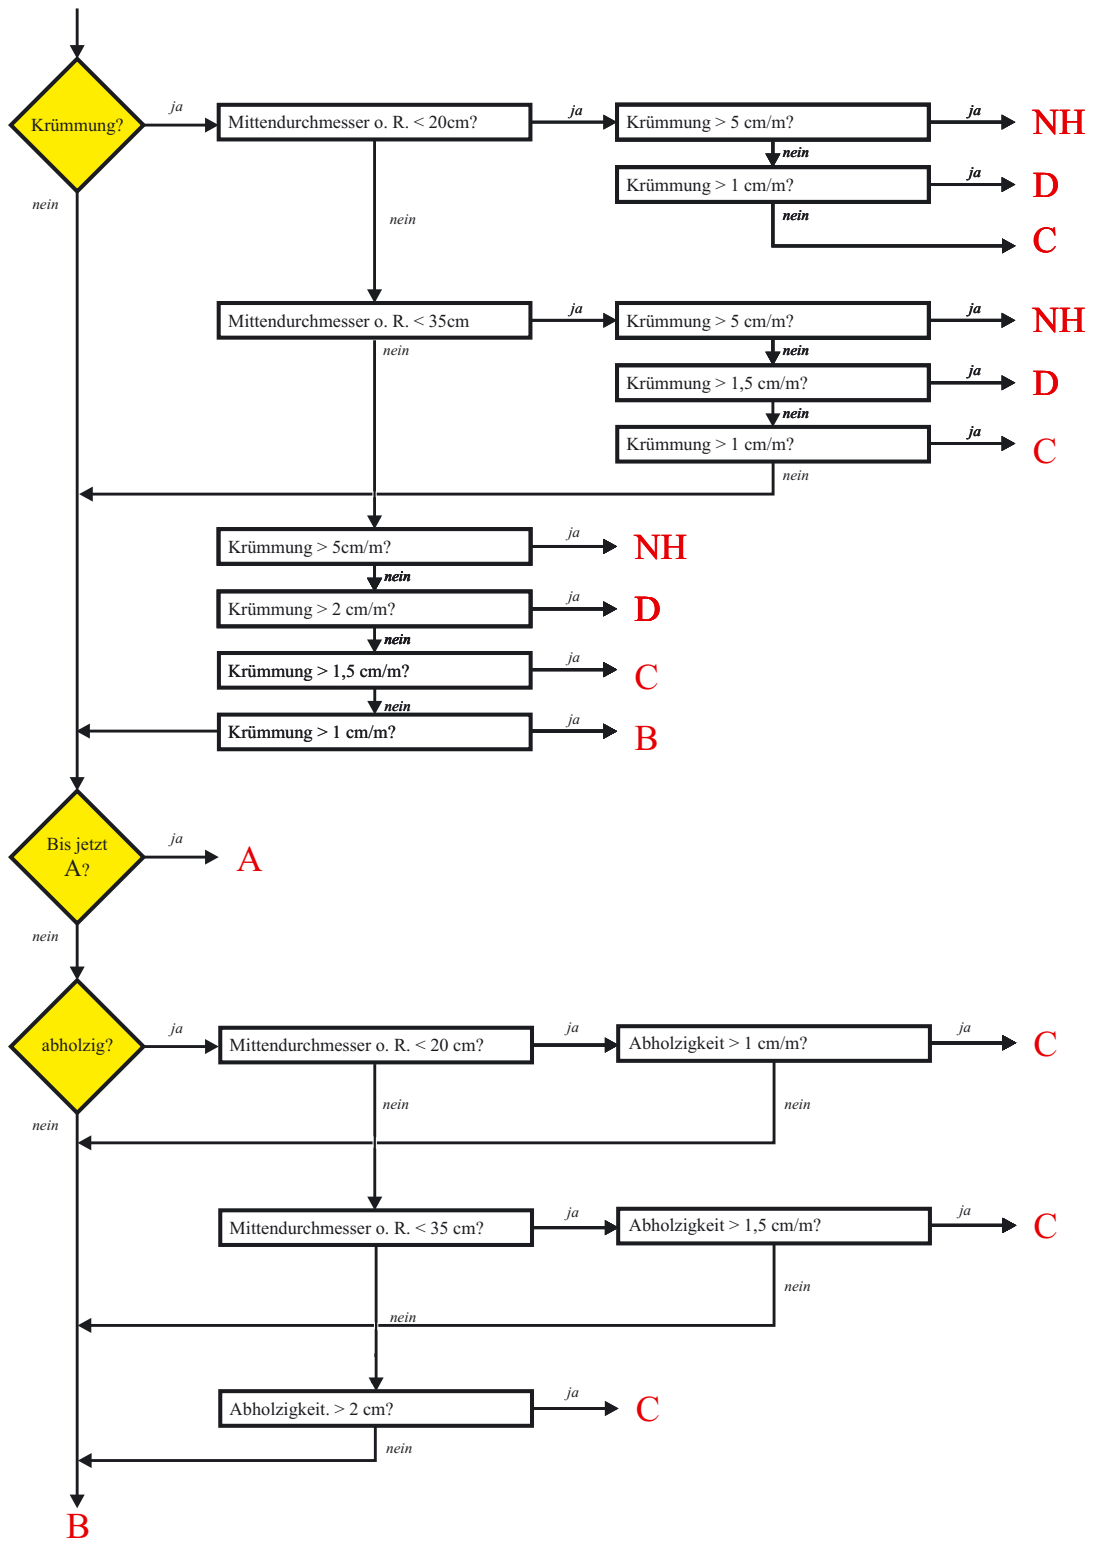 ja
ja
ja
Krümmung?
Mittendurchmesser o. R. < 20cm?
Krümmung > 5 cm/m?
NH
nein
ja
Krümmung > 1 cm/m?
D
nein
nein
nein
C
ja
ja
Mittendurchmesser o. R. < 35cm
Krümmung > 5 cm/m?
NH
nein
nein
ja
Krümmung > 1,5 cm/m?
D
nein
ja
Krümmung > 1 cm/m?
C
nein
ja
Krümmung > 5cm/m?
NH
nein
ja
Krümmung > 2 cm/m?
D
nein
ja
Krümmung > 1,5 cm/m?
C
nein
ja
Krümmung > 1 cm/m?
B
Bis jetzt
A?
ja
A
nein
ja
ja
ja
abholzig?
Mittendurchmesser o. R. < 20 cm?
Abholzigkeit > 1 cm/m?
C
nein
nein
nein
ja
ja
Mittendurchmesser o. R. < 35 cm?
Abholzigkeit > 1,5 cm/m?
C
nein
nein
ja
Abholzigkeit. > 2 cm?
C
nein
B